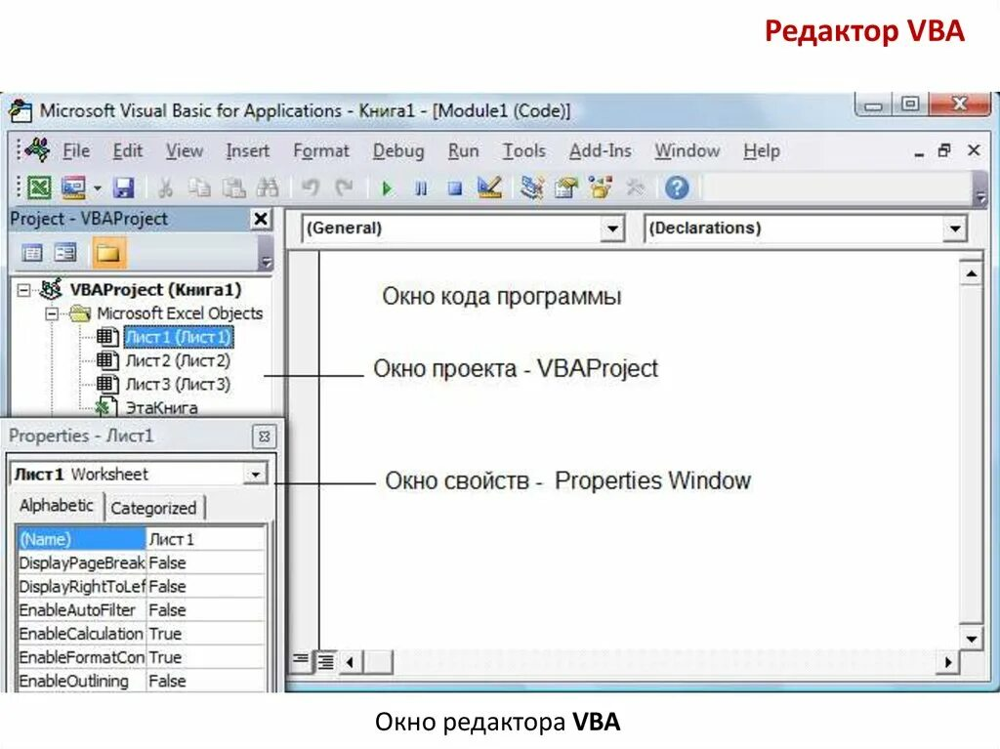 Редактор VBA
Microsoft Visual Basic for Applications - Книга1 - [Module1 (Code)]
File Edit View Insert Format Debug Run Tools Add-Ins Window Help
Project - VBAProject
(General) (Declarations)
VBAProject (Книга1)
Microsoft Excel Objects
Лист1 (Лист1)
Лист2 (Лист2)
Лист3 (Лист3)
ЭтаКнига
Окно кода программы
Окно проекта - VBAProject
Окно свойств - Properties Window
Properties - Лист1
Лист1 Worksheet
Alphabetic Categorized
(Name) Лист1
DisplayPageBreak False
DisplayRightToLef False
EnableAutoFilter False
EnableCalculation True
EnableFormatCon True
EnableOutlining False
Окно редактора VBA